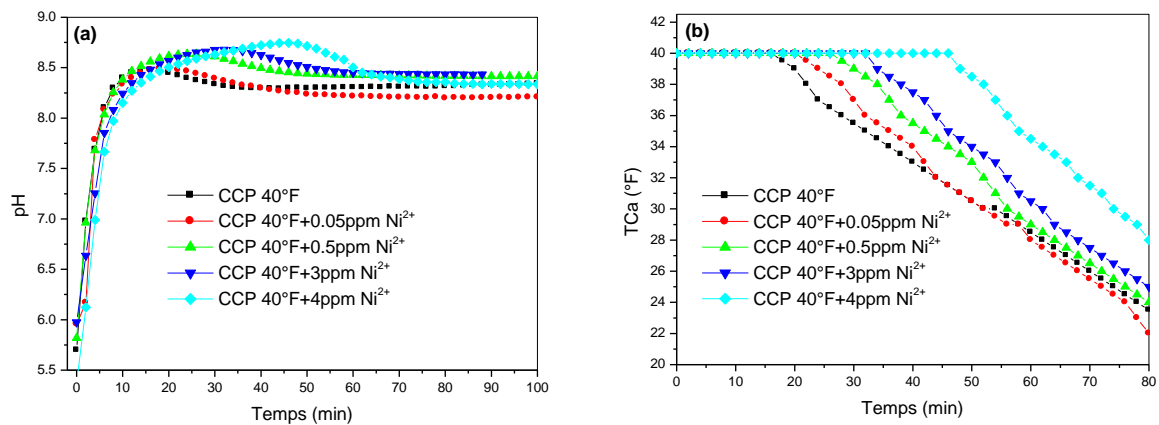 (a)
9.0
8.5
8.0
7.5
7.0
6.5
6.0
5.5
pH
CCP 40°F
CCP 40°F+0.05ppm Ni²⁺
CCP 40°F+0.5ppm Ni²⁺
CCP 40°F+3ppm Ni²⁺
CCP 40°F+4ppm Ni²⁺
0 10 20 30 40 50 60 70 80 90 100
Temps (min)
(b)
42
40
38
36
34
32
30
28
26
24
22
20
TCa (°F)
CCP 40°F
CCP 40°F+0.05ppm Ni²⁺
CCP 40°F+0.5ppm Ni²⁺
CCP 40°F+3ppm Ni²⁺
CCP 40°F+4ppm Ni²⁺
0 10 20 30 40 50 60 70 80
Temps (min)